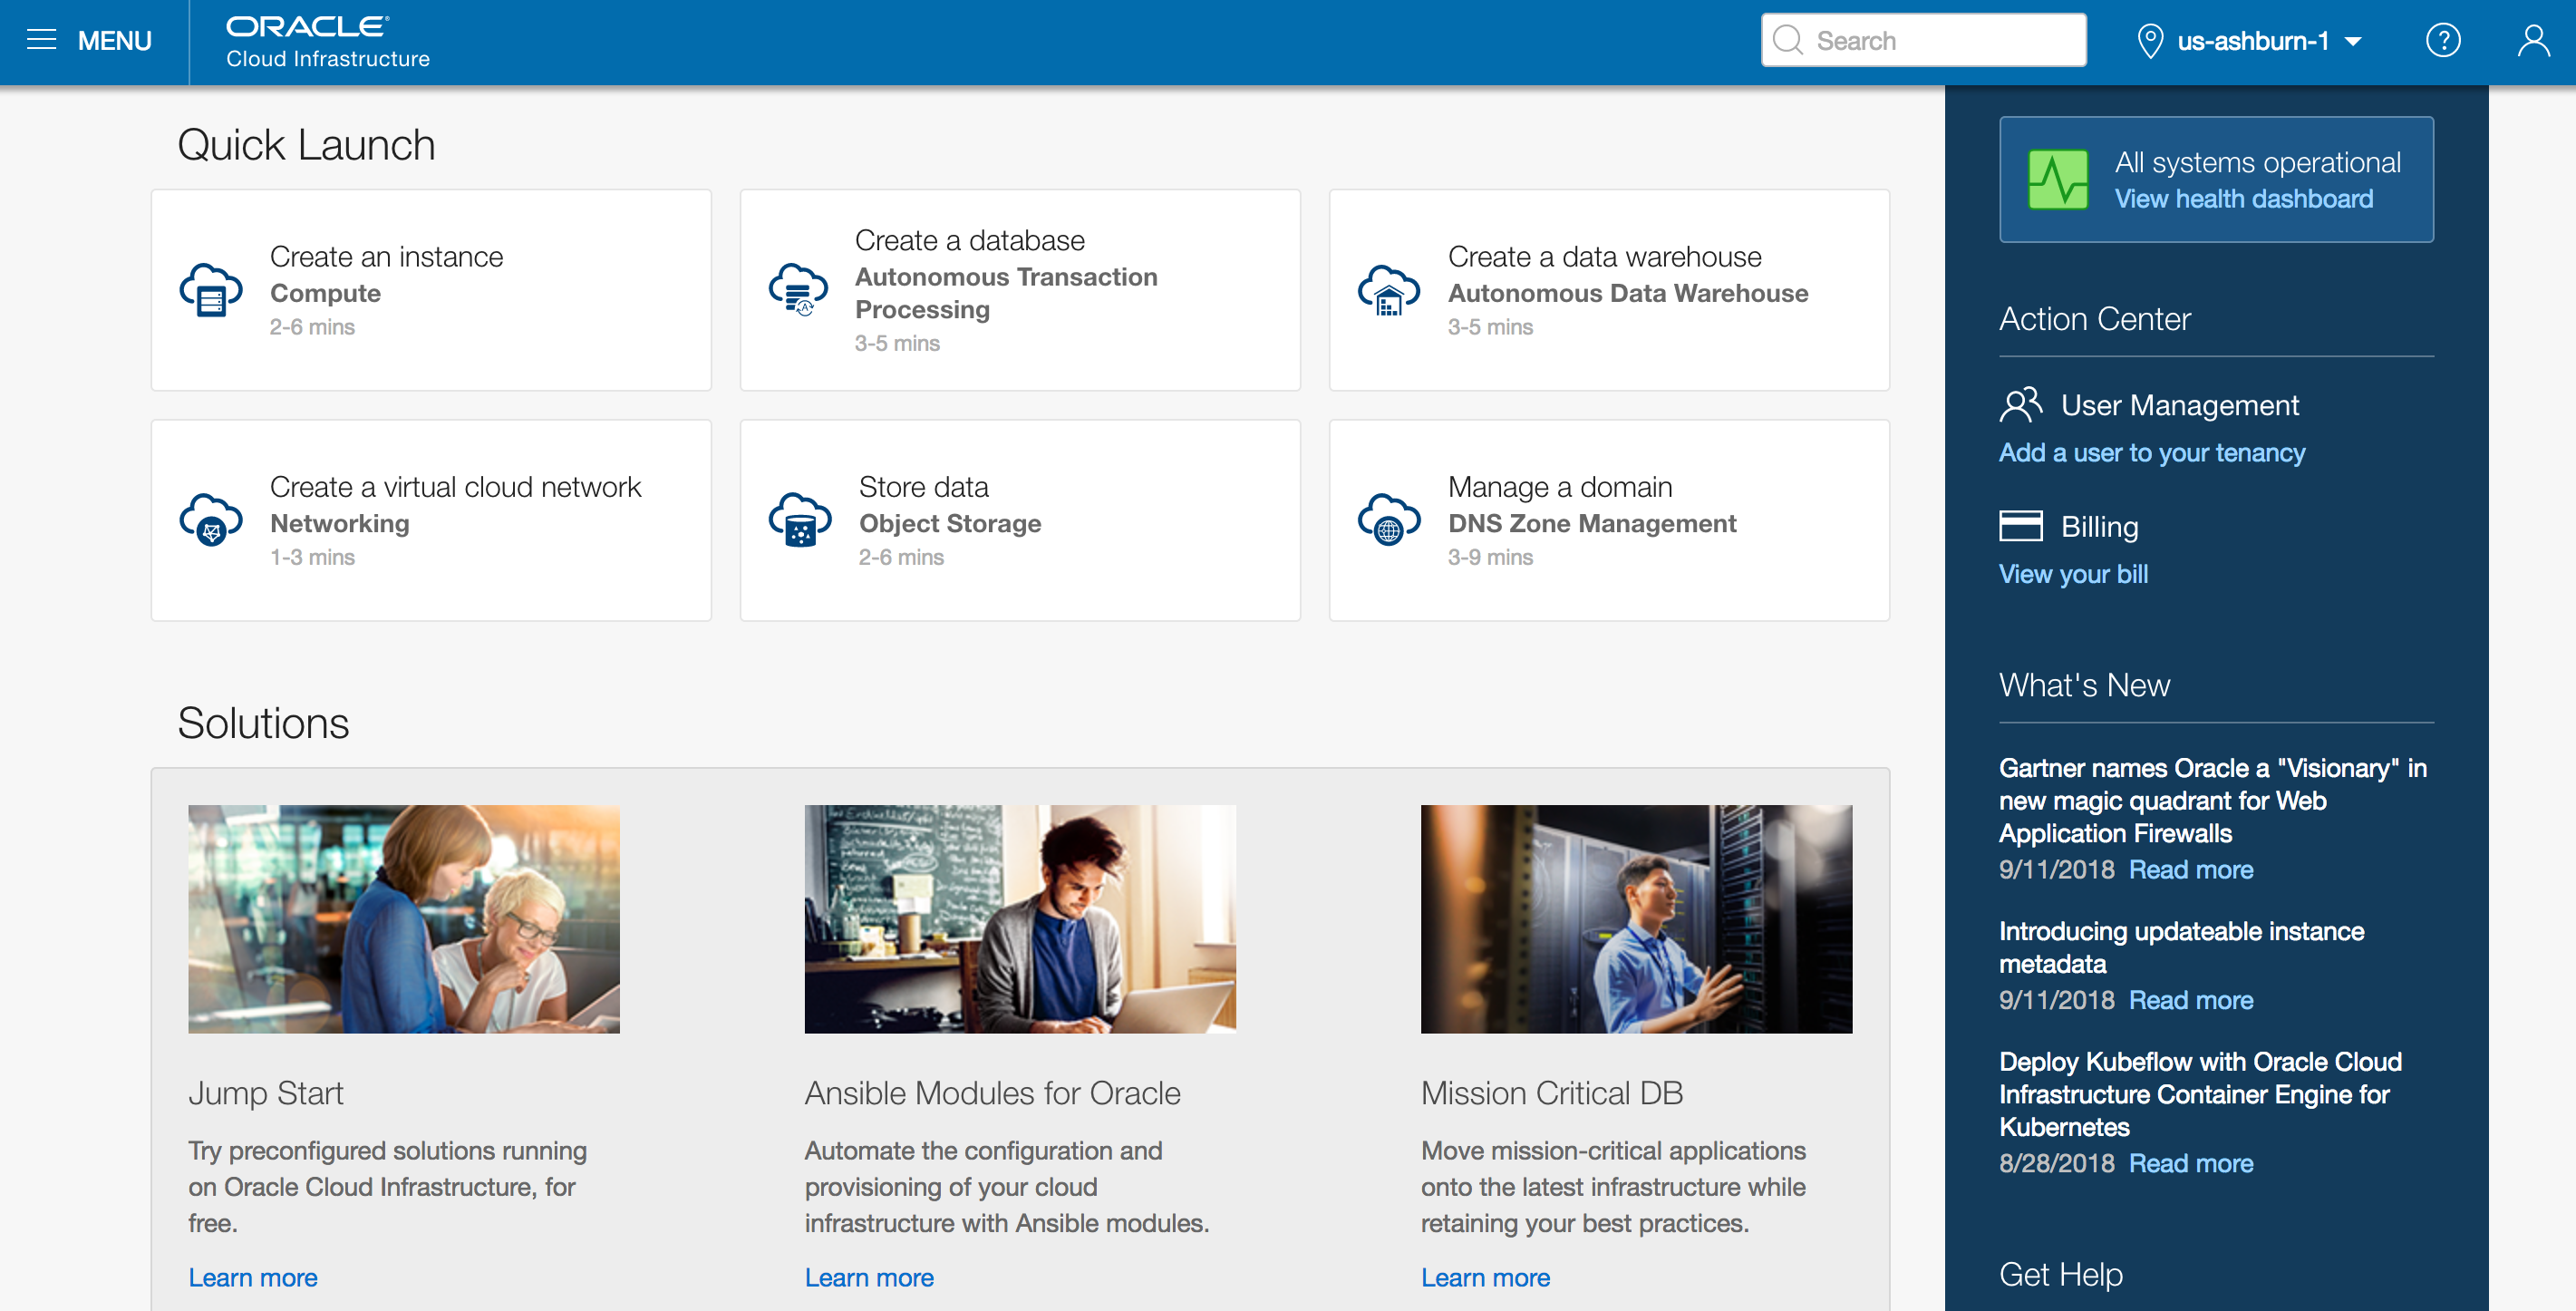 MENU
ORACLE®
Cloud Infrastructure
Search
us-ashburn-1
?
Quick Launch
Create an instance
Compute
2-6 mins
Create a database
Autonomous Transaction
Processing
3-5 mins
Create a data warehouse
Autonomous Data Warehouse
3-5 mins
Create a virtual cloud network
Networking
1-3 mins
Store data
Object Storage
2-6 mins
Manage a domain
DNS Zone Management
3-9 mins
Solutions
Jump Start
Try preconfigured solutions running
on Oracle Cloud Infrastructure, for
free.
Learn more
Ansible Modules for Oracle
Automate the configuration and
provisioning of your cloud
infrastructure with Ansible modules.
Learn more
Mission Critical DB
Move mission-critical applications
onto the latest infrastructure while
retaining your best practices.
Learn more
All systems operational
View health dashboard
Action Center
User Management
Add a user to your tenancy
Billing
View your bill
What's New
Gartner names Oracle a "Visionary" in
new magic quadrant for Web
Application Firewalls
9/11/2018 Read more
Introducing updateable instance
metadata
9/11/2018 Read more
Deploy Kubeflow with Oracle Cloud
Infrastructure Container Engine for
Kubernetes
8/28/2018 Read more
Get Help